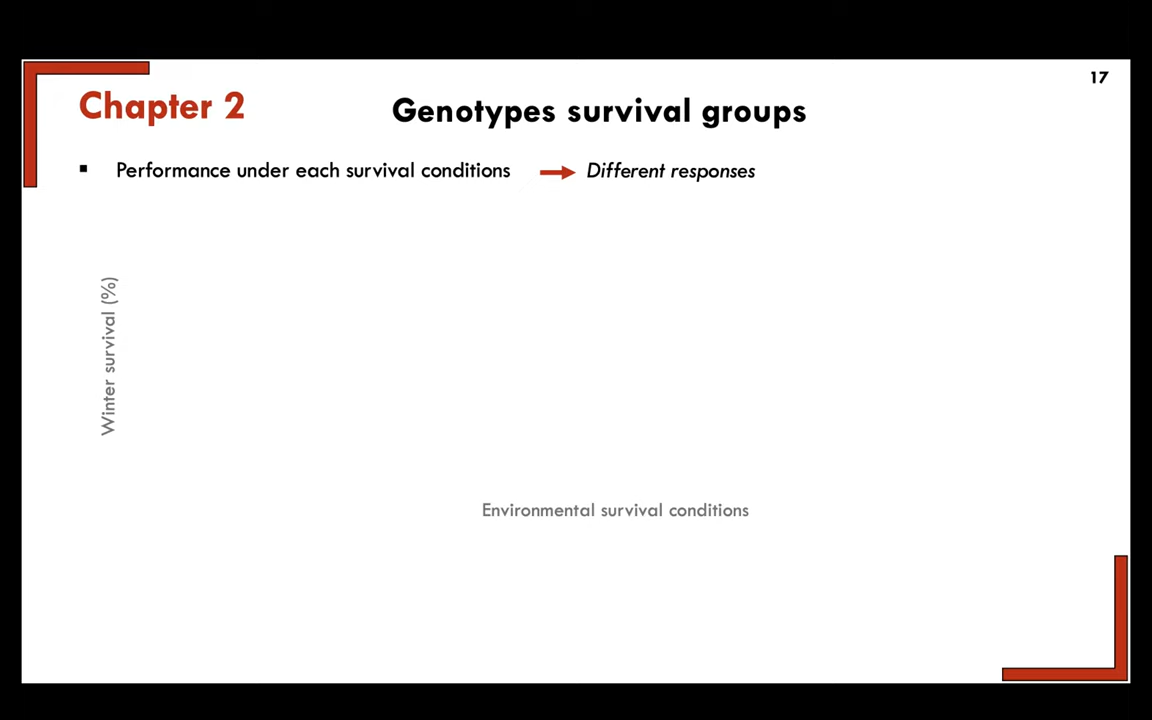 17
Chapter 2
Genotypes survival groups
▪ Performance under each survival conditions → Different responses
Winter survival (%)
Environmental survival conditions